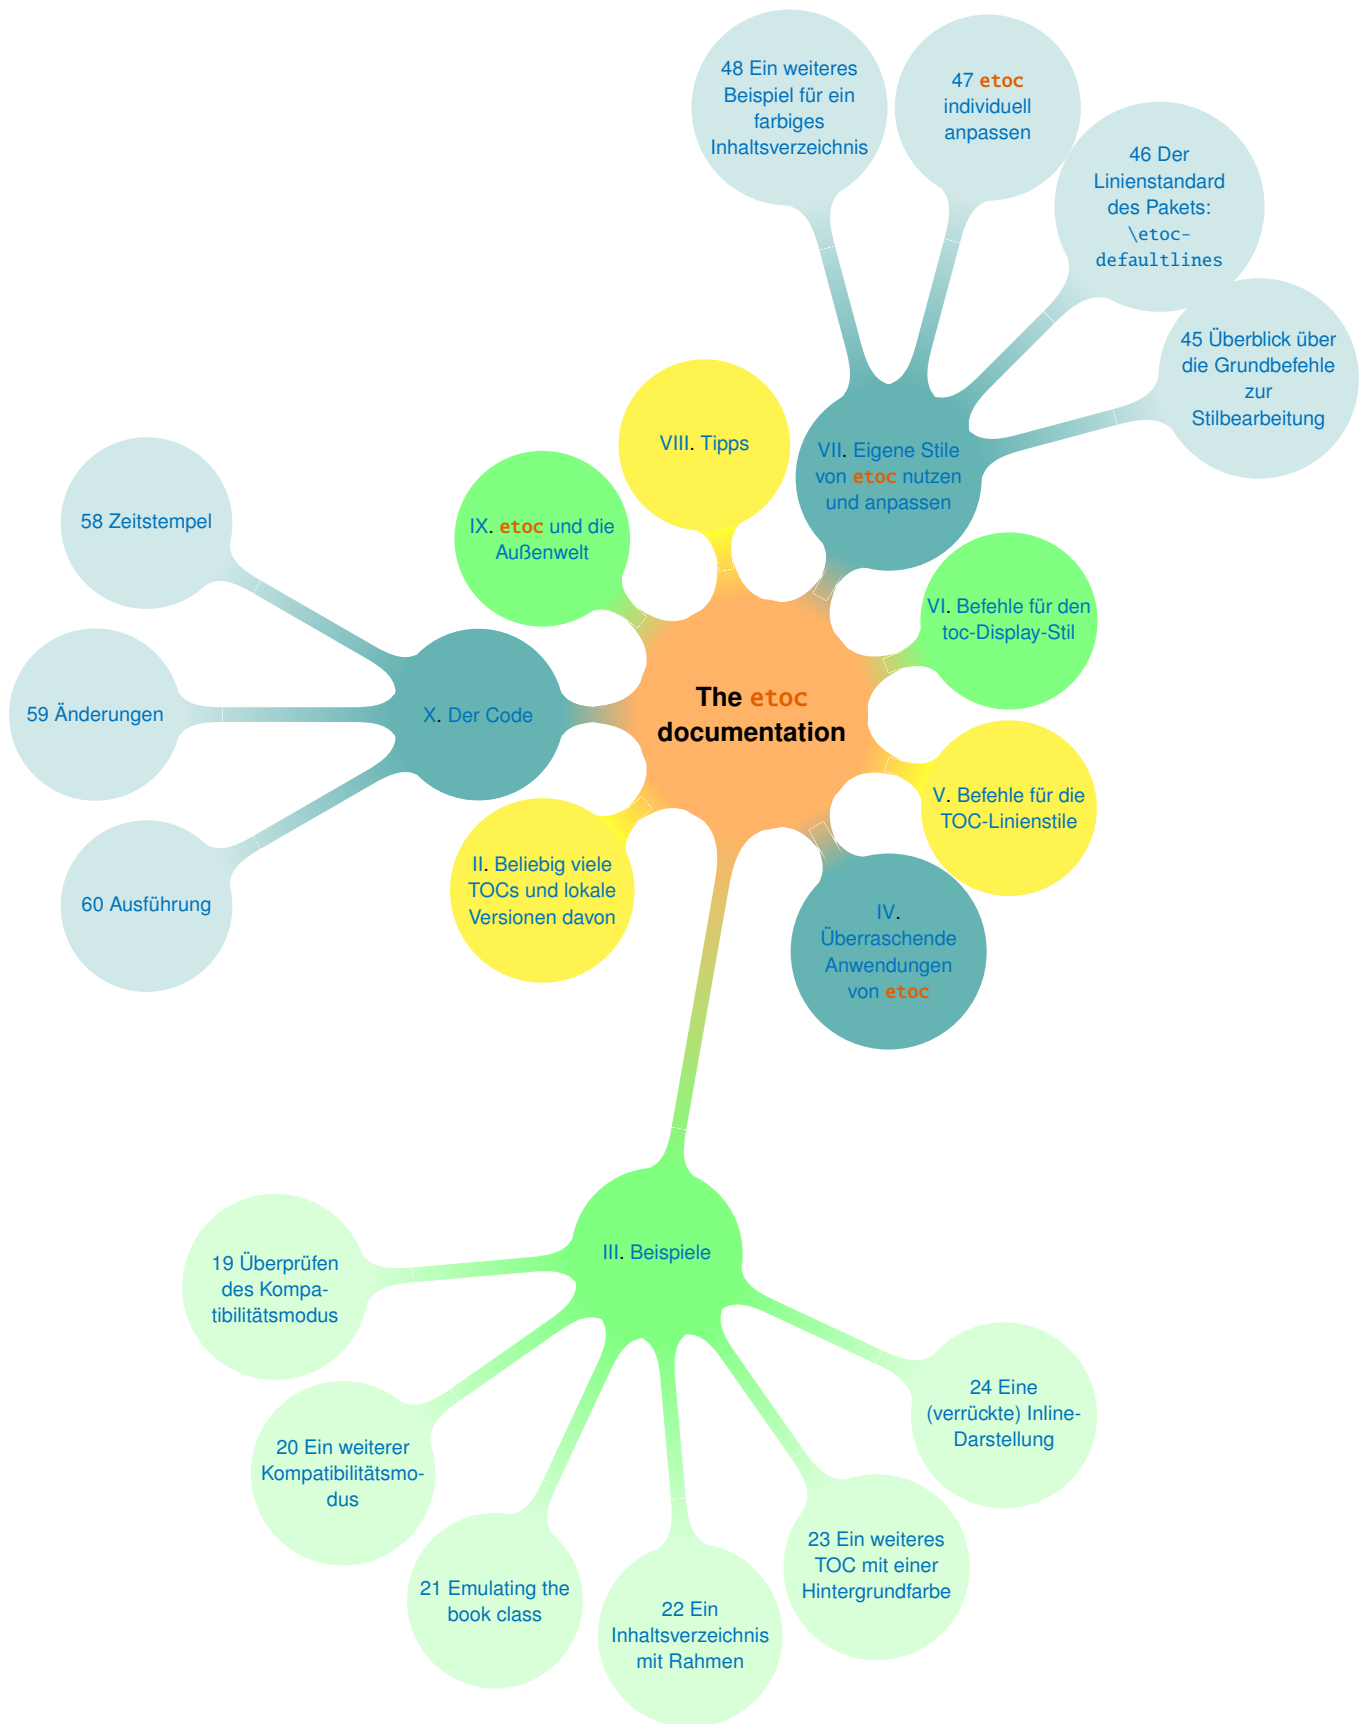 48 Ein weiteres
Beispiel für ein
farbiges
Inhaltsverzeichnis
47 etoc
individuell
anpassen
46 Der
Linienstandard
des Pakets:
\etoc-
defaultlines
45 Überblick über
die Grundbefehle
zur
Stilbearbeitung
VIII. Tipps
VII. Eigene Stile
von etoc nutzen
und anpassen
58 Zeitstempel
IX. etoc und die
Außenwelt
VI. Befehle für den
toc-Display-Stil
59 Änderungen
X. Der Code
The etoc
documentation
V. Befehle für die
TOC-Linienstile
60 Ausführung
II. Beliebig viele
TOCs und lokale
Versionen davon
IV.
Überraschende
Anwendungen
von etoc
III. Beispiele
19 Überprüfen
des Kompa-
tibilitätsmodus
20 Ein weiterer
Kompatibilitätsmo-
dus
21 Emulating the
book class
22 Ein
Inhaltsverzeichnis
mit Rahmen
23 Ein weiteres
TOC mit einer
Hintergrundfarbe
24 Eine
(verrückte) Inline-
Darstellung